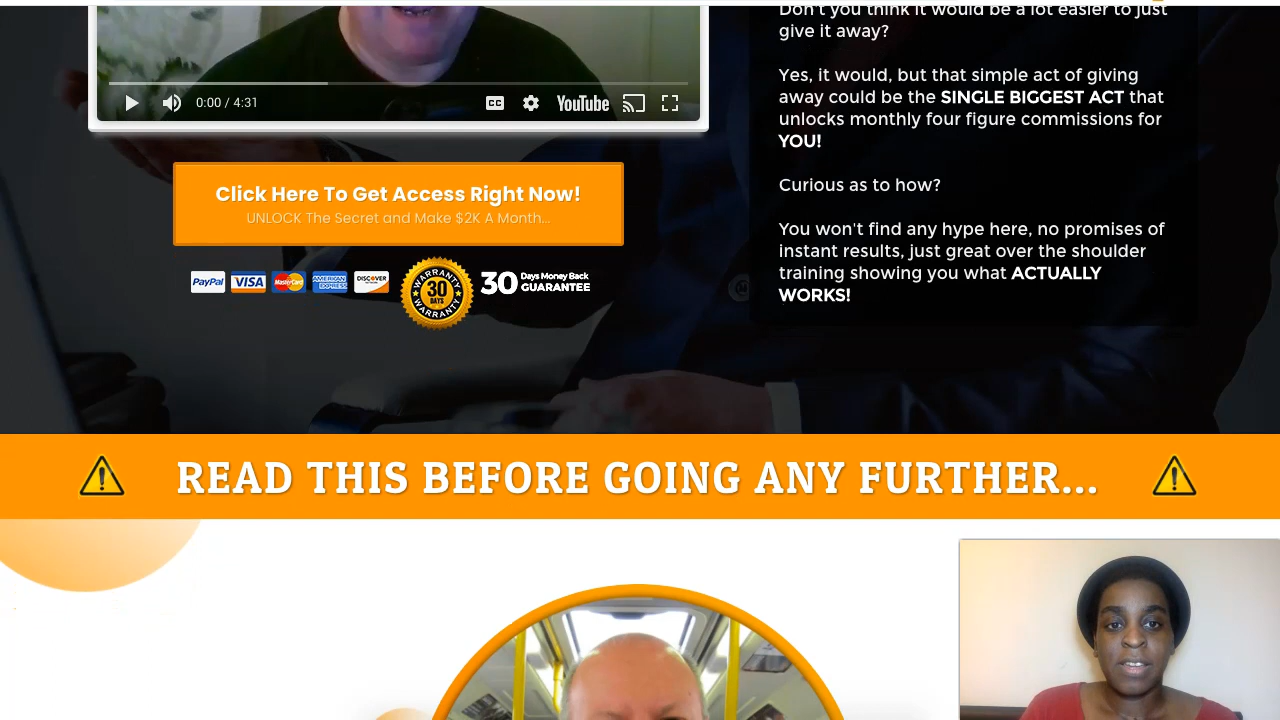 Don't you think it would be a lot easier to just
give it away?
Yes, it would, but that simple act of giving
away could be the SINGLE BIGGEST ACT that
unlocks monthly four figure commissions for
YOU!
Curious as to how?
You won't find any hype here, no promises of
instant results, just great over the shoulder
training showing you what ACTUALLY
WORKS!
0:00 / 4:31
CC
YouTube
Click Here To Get Access Right Now!
UNLOCK The Secret and Make $2K A Month...
PayPal
VISA
MasterCard
AMERICAN
EXPRESS
DISCOVER
WARRANTY
30
DAYS
WARRANTY
30 Days Money Back
GUARANTEE
READ THIS BEFORE GOING ANY FURTHER...